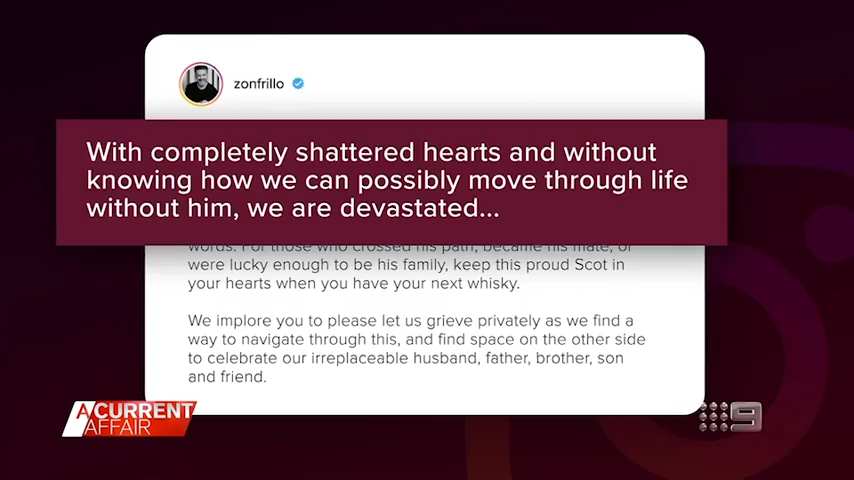 zonfrillo
With completely shattered hearts and without
knowing how we can possibly move through life
without him, we are devastated...
words. For those who crossed his path, became his mate, or
were lucky enough to be his family, keep this proud Scot in
your hearts when you have your next whisky.
We implore you to please let us grieve privately as we find a
way to navigate through this, and find space on the other side
to celebrate our irreplaceable husband, father, brother, son
and friend.
A CURRENT
AFFAIR
9